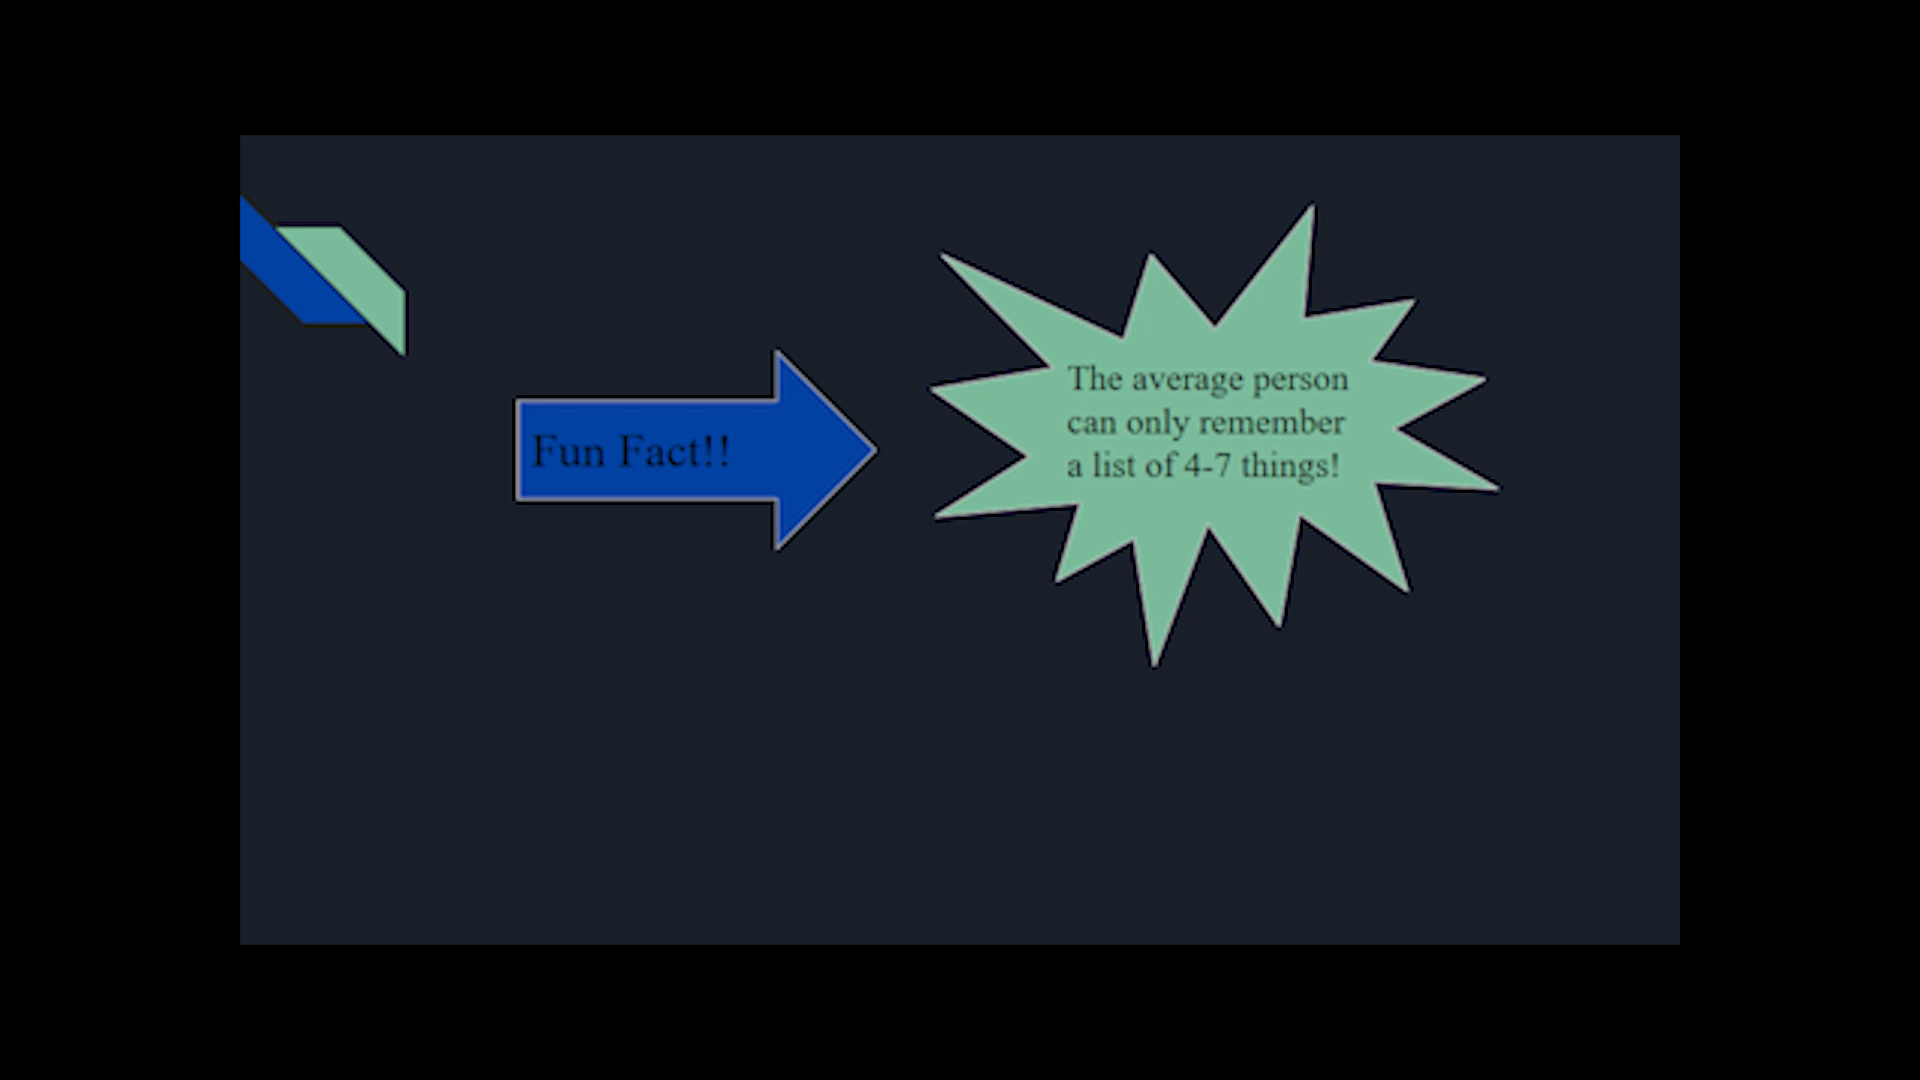 Fun Fact!!
The average person
can only remember
a list of 4-7 things!